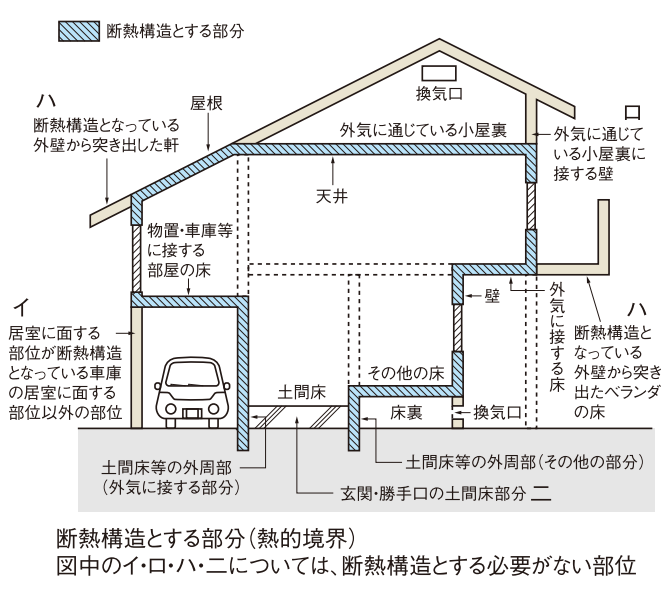 断熱構造とする部分
換気口
ハ
断熱構造となっている
外壁から突き出した軒
屋根
外気に通じている小屋裏
ロ
外気に通じて
いる小屋裏に
接する壁
天井
物置・車庫等
に接する
部屋の床
イ
居室に面する
部位が断熱構造
となっている車庫
の居室に面する
部位以外の部位
壁
外気に接する床
ハ
断熱構造と
なっている
外壁から突き
出たベランダ
の床
その他の床
土間床
床裏
換気口
土間床等の外周部
（外気に接する部分）
土間床等の外周部（その他の部分）
玄関・勝手口の土間床部分 ニ
断熱構造とする部分（熱的境界）
図中のイ・ロ・ハ・ニについては、断熱構造とする必要がない部位